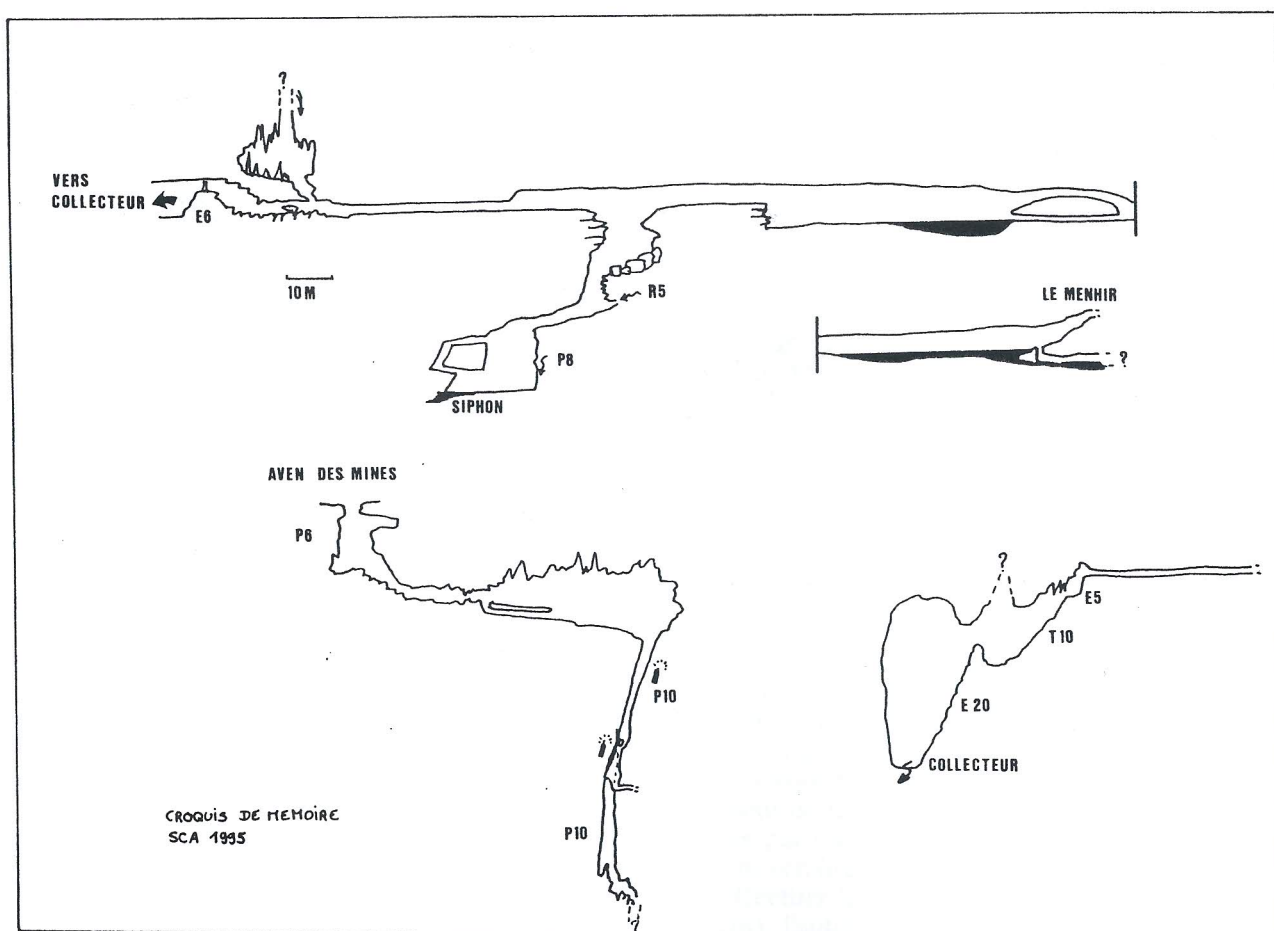 ?
VERS
COLLECTEUR
E6
10 M
R5
P8
SIPHON
LE MENHIR
?
AVEN DES MINES
P6
P10
P10
?
?
E5
T10
E 20
COLLECTEUR
CROQUIS DE MEMOIRE
SCA 1995